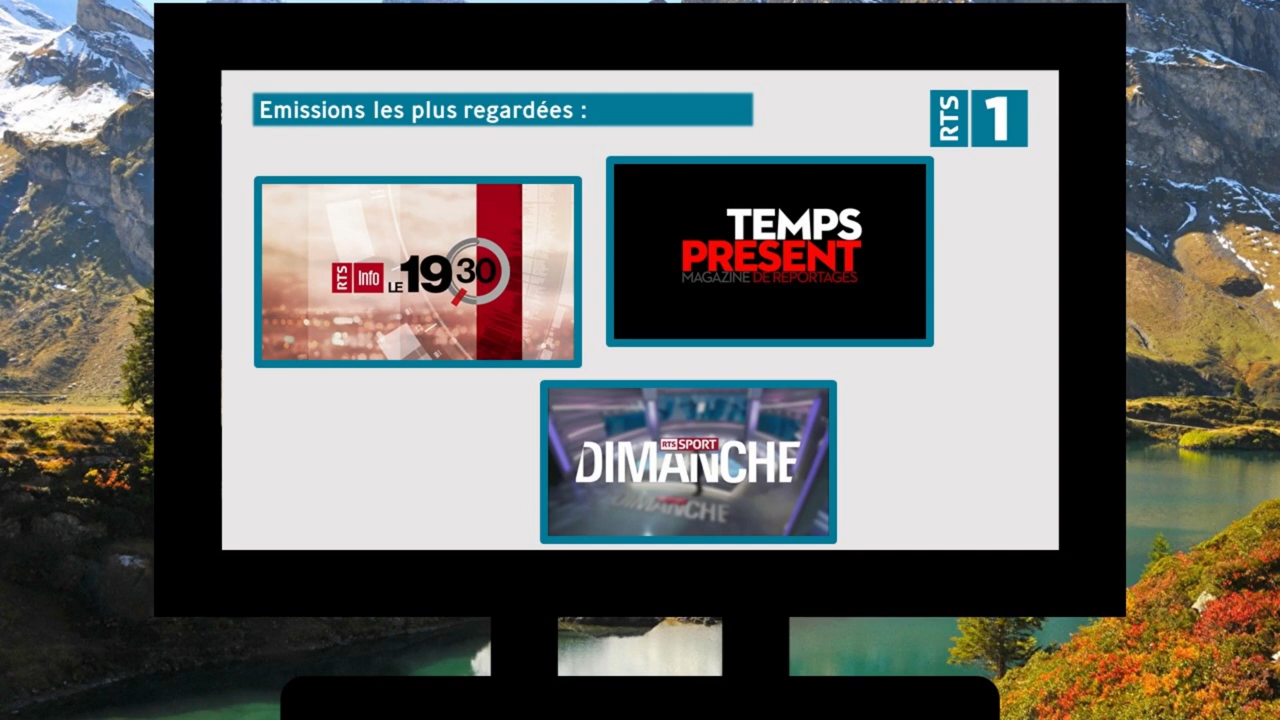 Emissions les plus regardées :
RTS 1
RTS Info LE 19 30
TEMPS
PRESENT
MAGAZINE DE REPORTAGES
RTS SPORT
DIMANCHE
DIMANCHE